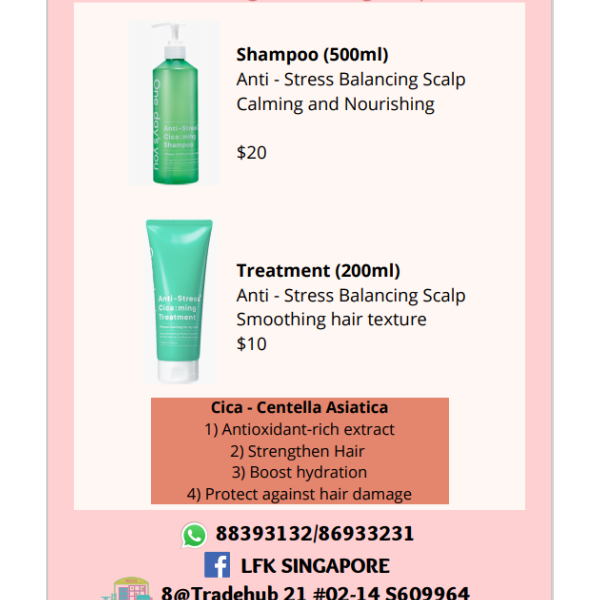 Shampoo (500ml)
Anti - Stress Balancing Scalp
Calming and Nourishing
$20
One-day's you
Anti-Stress
Cica:ming
Shampoo
Treatment (200ml)
Anti - Stress Balancing Scalp
Smoothing hair texture
$10
Anti-Stress
Cica:ming
Treatment
Cica - Centella Asiatica
1) Antioxidant-rich extract
2) Strengthen Hair
3) Boost hydration
4) Protect against hair damage
88393132/86933231
LFK SINGAPORE
8@Tradehub 21 #02-14 S609964